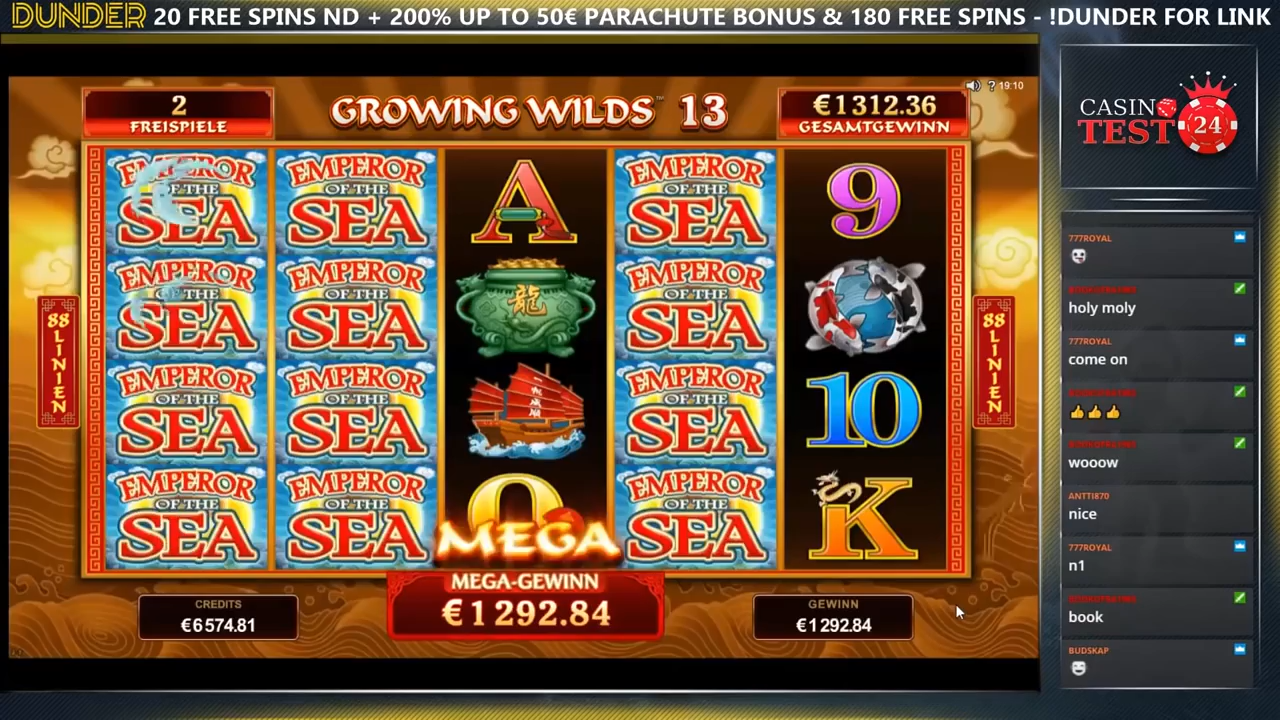 DUNDER 20 FREE SPINS ND + 200% UP TO 50€ PARACHUTE BONUS & 180 FREE SPINS - !DUNDER FOR LINK
2
FREISPIELE
GROWING WILDS™ 13
€1312.36
GESAMTGEWINN
? 19:10
88
LINIEN
EMPEROR
OF THE
SEA
EMPEROR
OF THE
SEA
A
EMPEROR
OF THE
SEA
9
EMPEROR
OF THE
SEA
EMPEROR
OF THE
SEA
龍
EMPEROR
OF THE
SEA
EMPEROR
OF THE
SEA
EMPEROR
OF THE
SEA
EMPEROR
OF THE
SEA
10
EMPEROR
OF THE
SEA
EMPEROR
OF THE
SEA
Q
EMPEROR
OF THE
SEA
K
88
LINIEN
MEGA
MEGA-GEWINN
€1292.84
CREDITS
€6574.81
GEWINN
€1292.84
CASINO
TEST 24
777ROYAL
holy moly
777ROYAL
come on
wooow
ANTTI870
nice
777ROYAL
n1
book
BUDSKAP